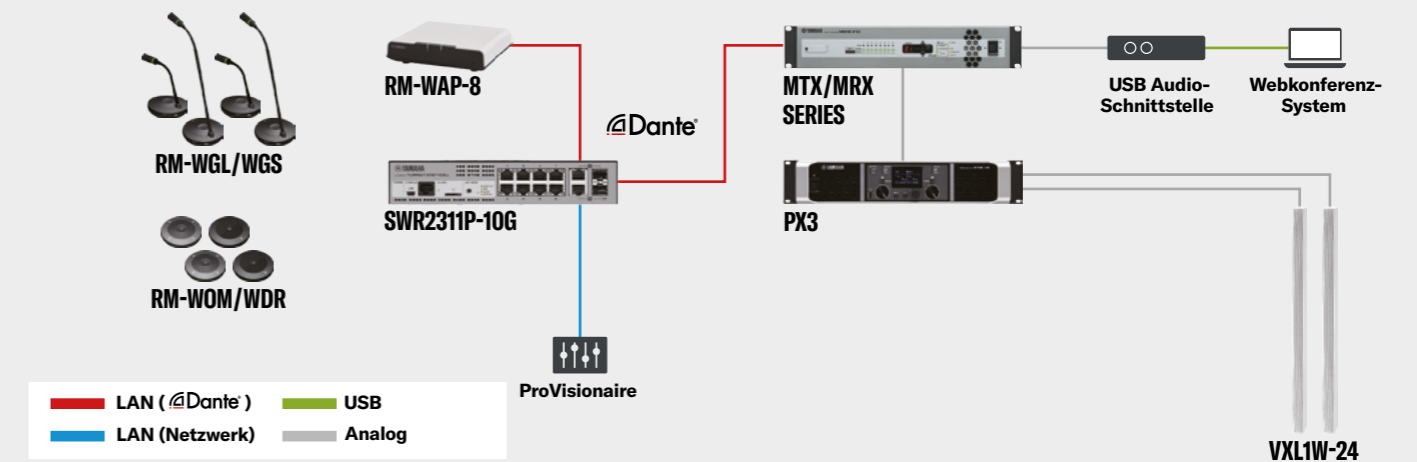 RM-WGL/WGS
RM-WOM/WDR
RM-WAP-8
Dante
YAMAHA
SWR2311P-10G
ProVisionaire
MTX/MRX
SERIES
PX3
USB Audio-
Schnittstelle
Webkonferenz-
System
VXL1W-24
LAN ( Dante )
USB
LAN (Netzwerk)
Analog